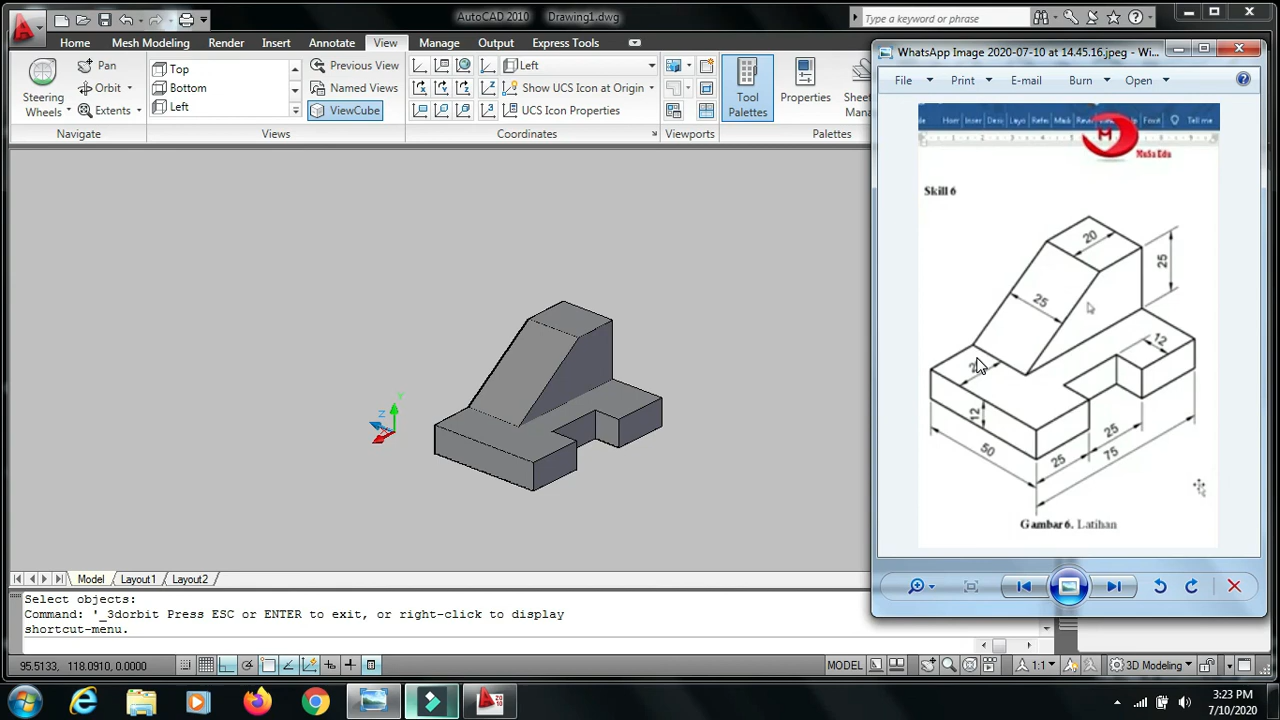 AutoCAD 2010 Drawing1.dwg
Type a keyword or phrase
Home Mesh Modeling Render Insert Annotate View Manage Output Express Tools
Steering
Wheels
Pan
Orbit
Extents
Navigate
Top
Bottom
Left
Views
Previous View
Named Views
ViewCube
Left
Show UCS Icon at Origin
UCS Icon Properties
Coordinates
Viewports
Tool
Palettes
Properties
Palettes
WhatsApp Image 2020-07-10 at 14.45.16.jpeg - Wi...
File Print E-mail Burn Open
Tell me
M
MuSa Edu
Skill 6
20
25
25
12
12
25
50
25
75
Gambar 6. Latihan
Y
Z
Model Layout1 Layout2
Select objects:
Command: '_3dorbit Press ESC or ENTER to exit, or right-click to display
shortcut-menu.
95.5133, 118.0910, 0.0000
MODEL
1:1
3D Modeling
3:23 PM
7/10/2020